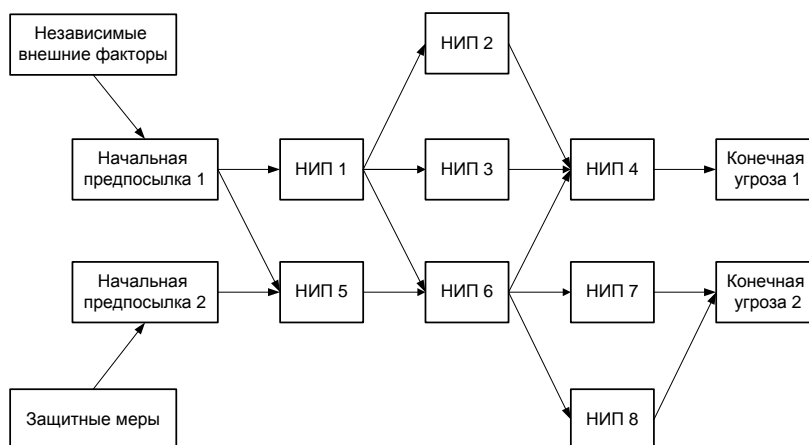 Независимые
внешние факторы
НИП 2
Начальная
предпосылка 1
НИП 1
НИП 3
НИП 4
Конечная
угроза 1
Начальная
предпосылка 2
НИП 5
НИП 6
НИП 7
Конечная
угроза 2
Защитные меры
НИП 8